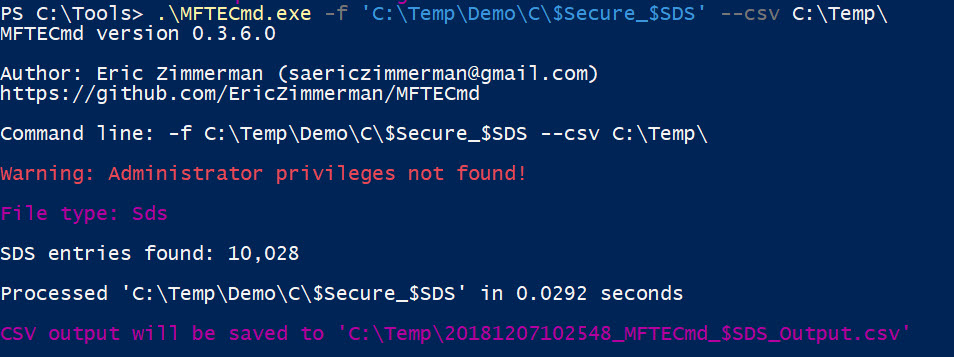 PS C:\Tools> .\MFTECmd.exe -f 'C:\Temp\Demo\C\$Secure_$SDS' --csv C:\Temp\
MFTECmd version 0.3.6.0
Author: Eric Zimmerman (saericzimmerman@gmail.com)
https://github.com/EricZimmerman/MFTECmd
Command line: -f C:\Temp\Demo\C\$Secure_$SDS --csv C:\Temp\
Warning: Administrator privileges not found!
File type: Sds
SDS entries found: 10,028
Processed 'C:\Temp\Demo\C\$Secure_$SDS' in 0.0292 seconds
CSV output will be saved to 'C:\Temp\20181207102548_MFTECmd_$SDS_Output.csv'